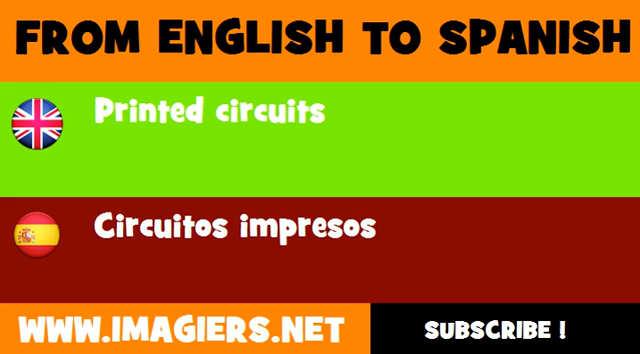 FROM ENGLISH TO SPANISH
Printed circuits
Circuitos impresos
WWW.IMAGIERS.NET
SUBSCRIBE !